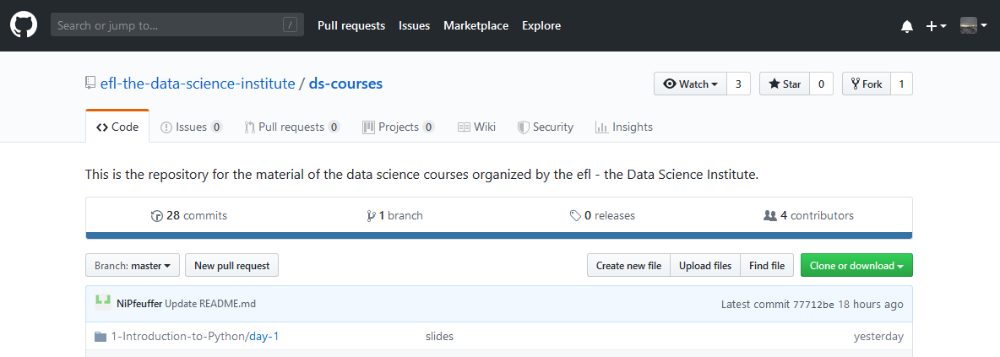 Search or jump to... / Pull requests Issues Marketplace Explore
efl-the-data-science-institute / ds-courses Watch 3 Star 0 Fork 1
Code Issues 0 Pull requests 0 Projects 0 Wiki Security Insights
This is the repository for the material of the data science courses organized by the efl - the Data Science Institute.
28 commits 1 branch 0 releases 4 contributors
Branch: master New pull request Create new file Upload files Find file Clone or download
NiPfeuffer Update README.md Latest commit 77712be 18 hours ago
1-Introduction-to-Python/day-1 slides yesterday